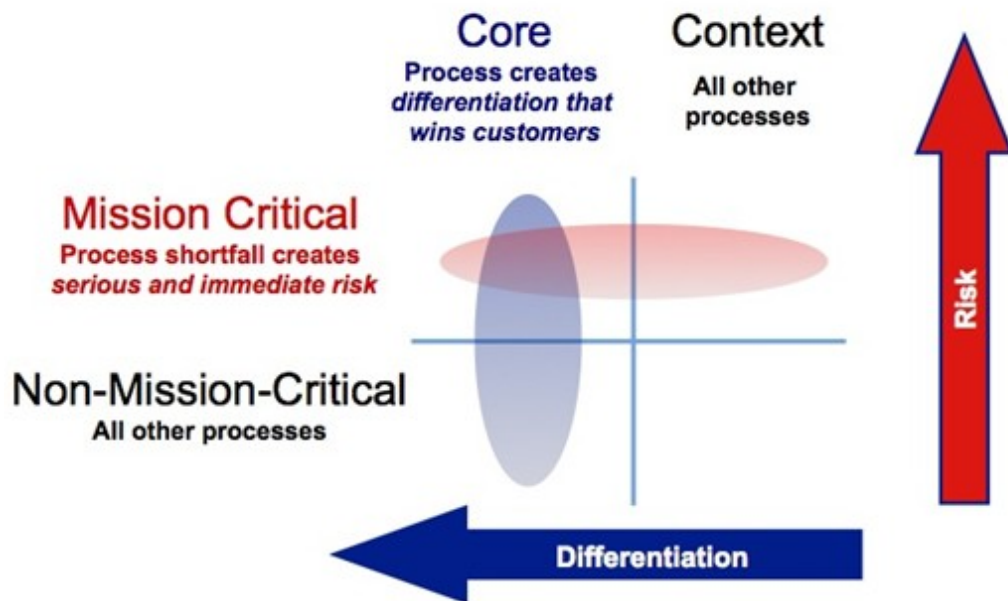 Core
Process creates
differentiation that
wins customers
Context
All other
processes
Mission Critical
Process shortfall creates
serious and immediate risk
Non-Mission-Critical
All other processes
Risk
Differentiation